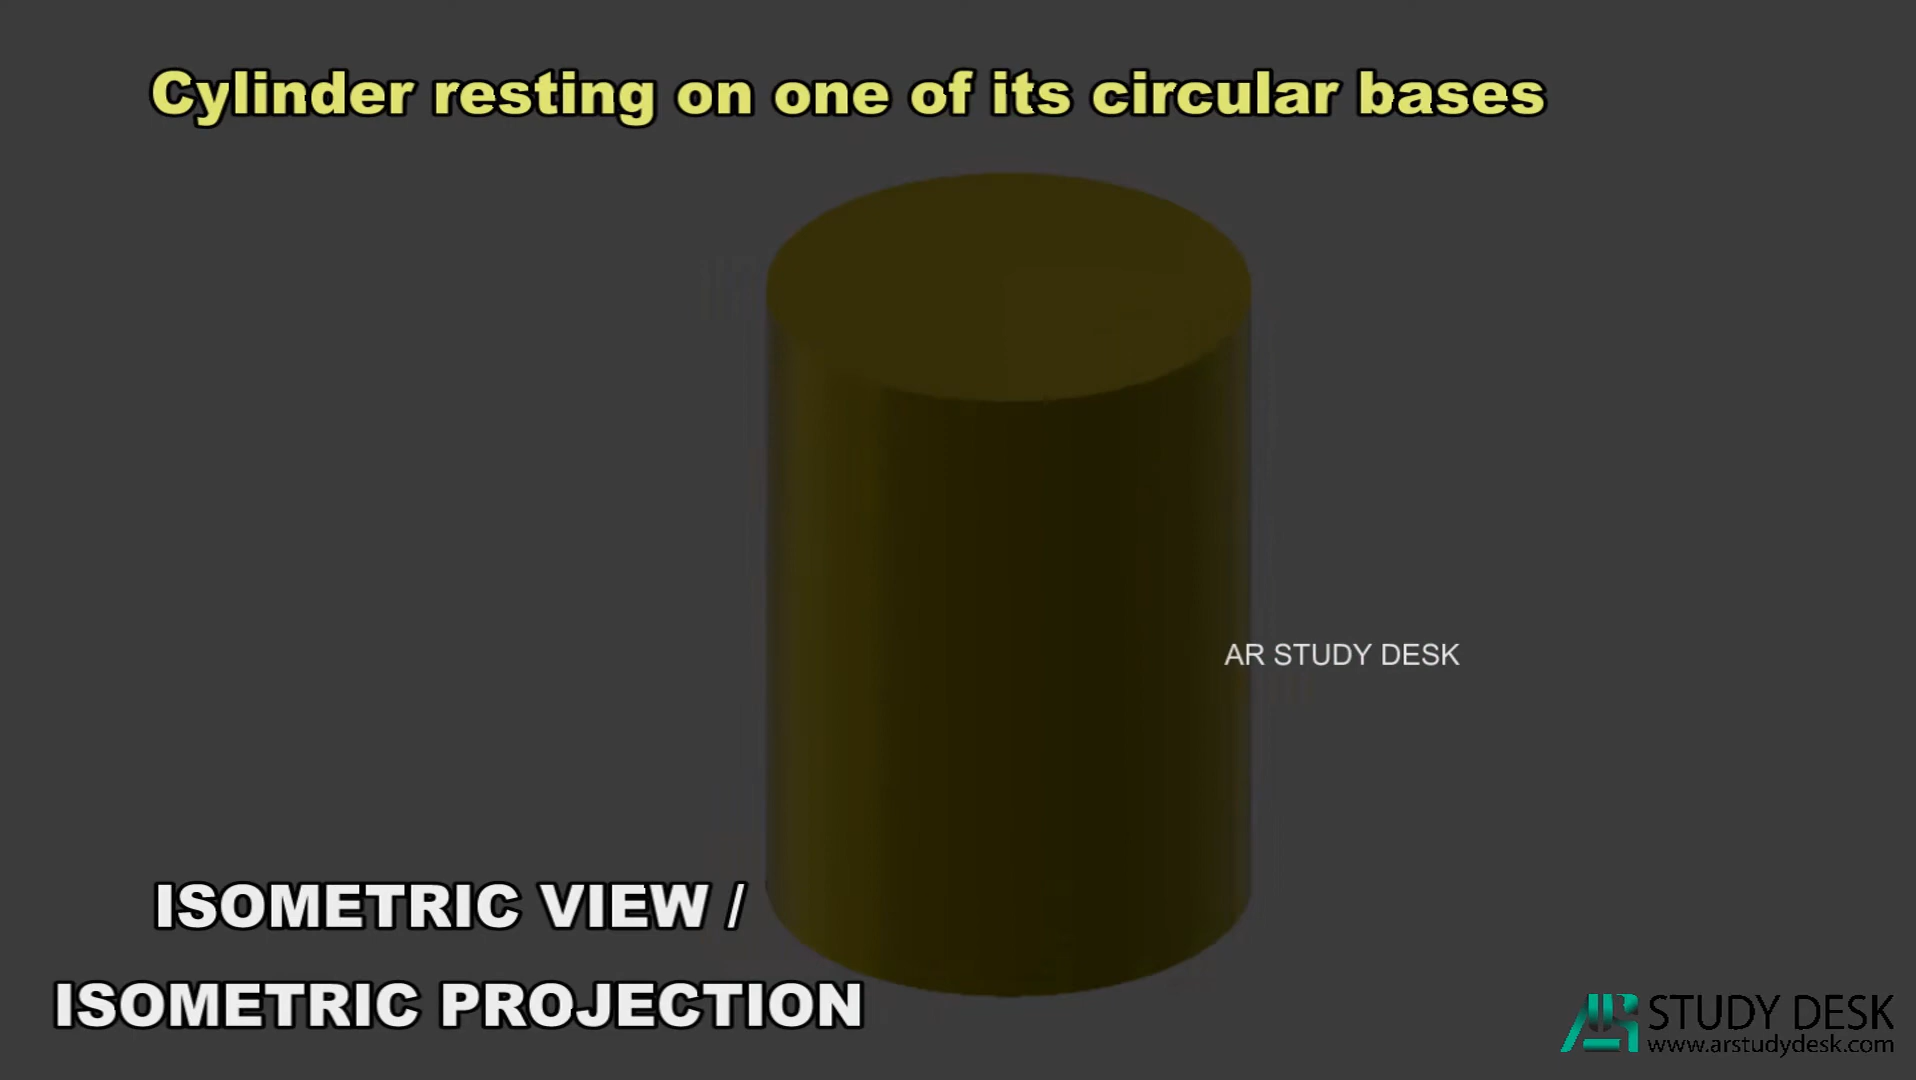 Cylinder resting on one of its circular bases
AR STUDY DESK
ISOMETRIC VIEW /
ISOMETRIC PROJECTION
AR STUDY DESK
www.arstudydesk.com